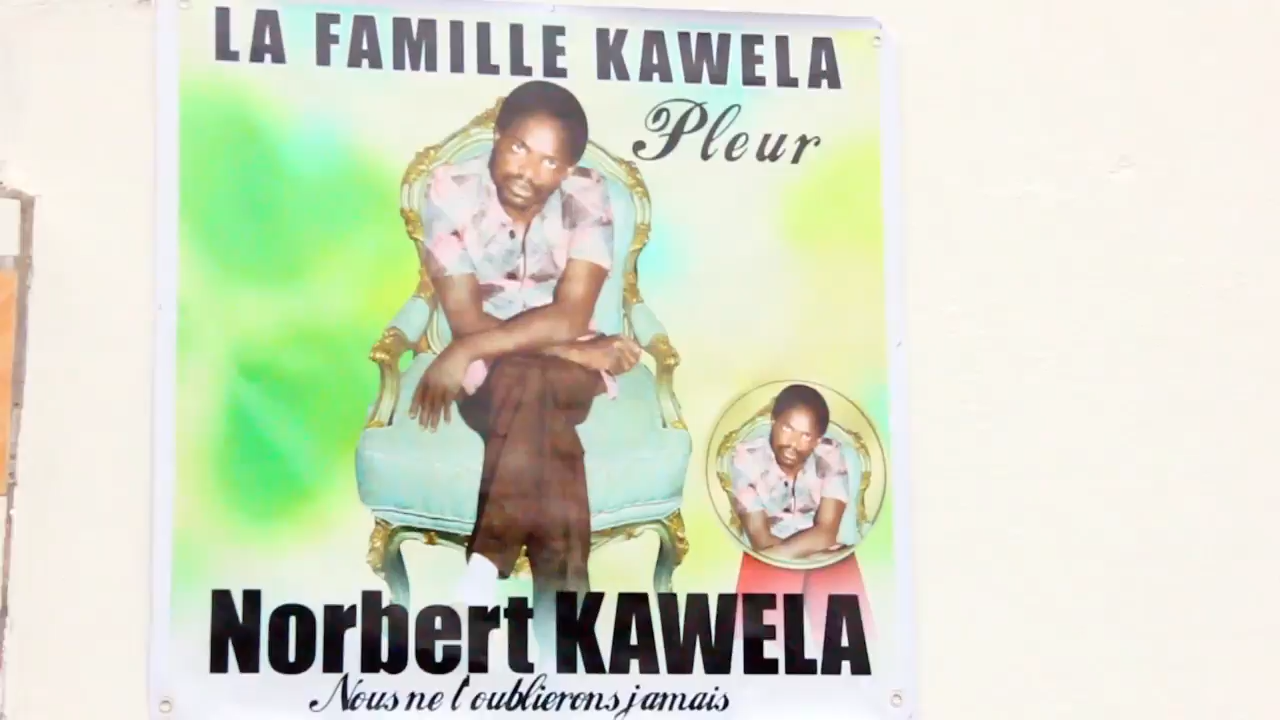 LA FAMILLE KAWELA
Pleur
Norbert KAWELA
Nous ne l'oublierons jamais